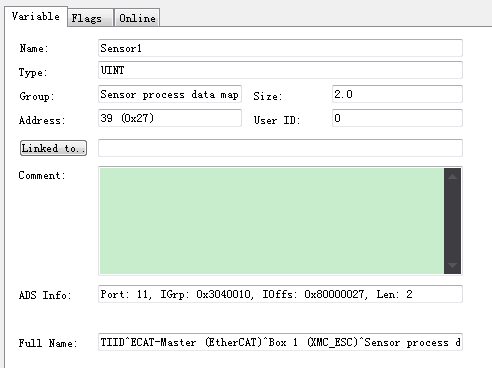 Variable Flags Online
Name: Sensor1
Type: UINT
Group: Sensor process data map Size: 2.0
Address: 39 (0x27) User ID: 0
Linked to..
Comment:
ADS Info: Port: 11, IGrp: 0x3040010, IOffs: 0x80000027, Len: 2
Full Name: TIID^ECAT-Master (EtherCAT)^Box 1 (XMC_ESC)^Sensor process d